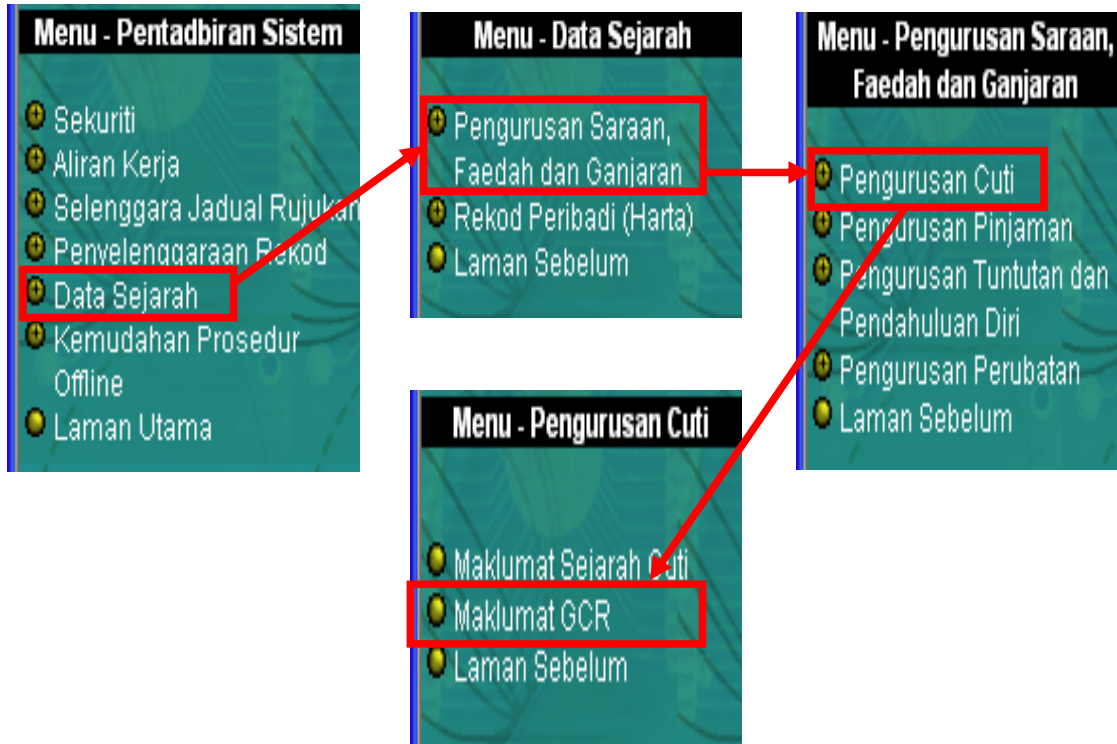 Menu - Pentadbiran Sistem
Sekuriti
Aliran Kerja
Selenggara Jadual Rujukan
Penyelenggaraan Rekod
Data Sejarah
Kemudahan Prosedur
Offline
Laman Utama
Menu - Data Sejarah
Pengurusan Saraan,
Faedah dan Ganjaran
Rekod Peribadi (Harta)
Laman Sebelum
Menu - Pengurusan Saraan,
Faedah dan Ganjaran
Pengurusan Cuti
Pengurusan Pinjaman
Pengurusan Tuntutan dan
Pendahuluan Diri
Pengurusan Perubatan
Laman Sebelum
Menu - Pengurusan Cuti
Maklumat Sejarah Cuti
Maklumat GCR
Laman Sebelum